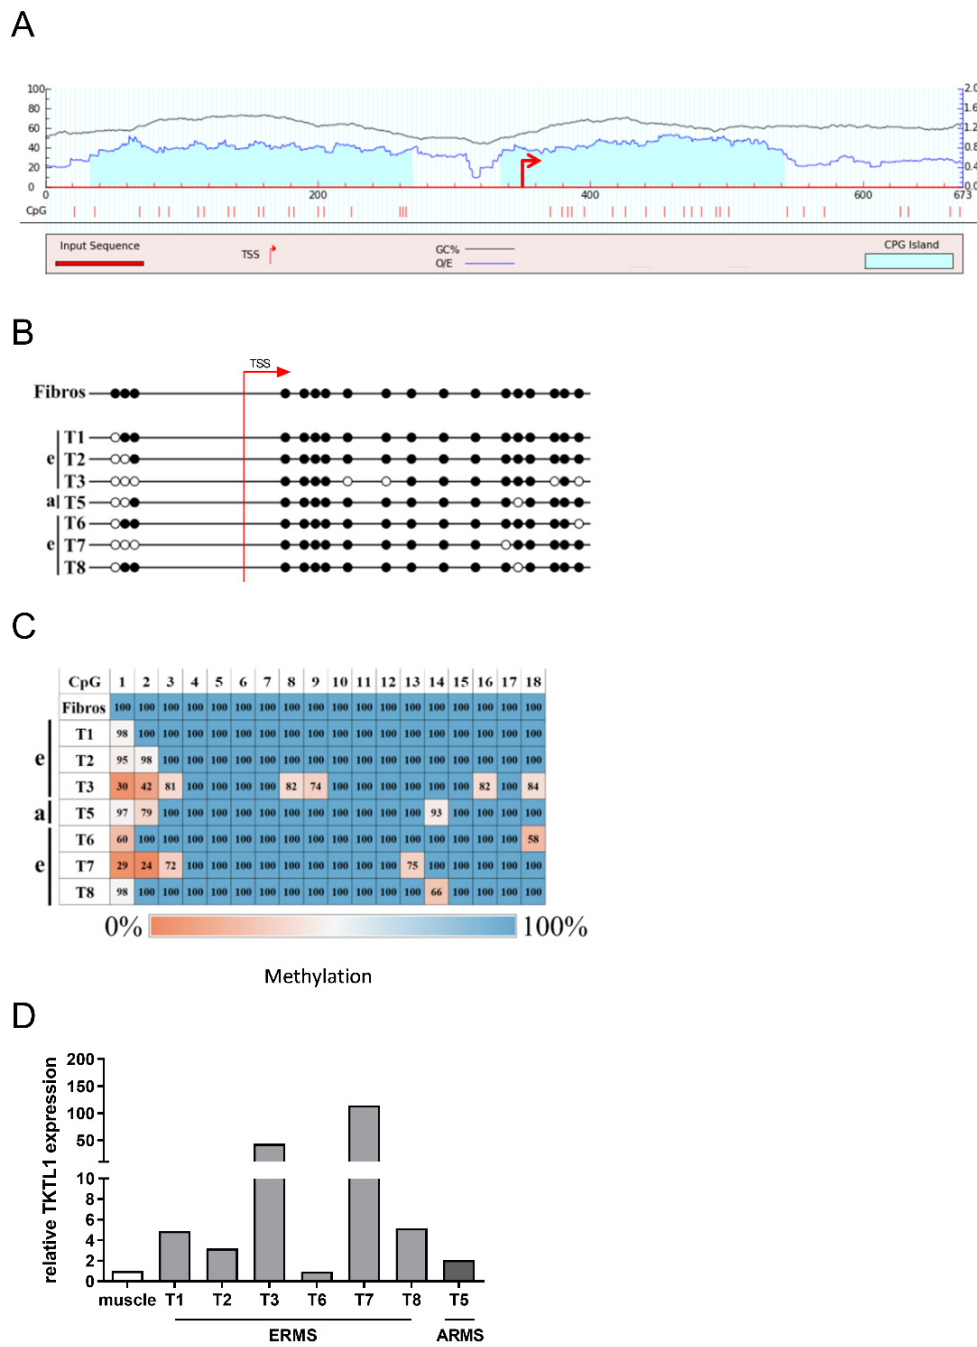 A
100
80
60
40
20
0
2.0
1.6
1.2
0.8
0.4
0.0
0 200 400 600 673
CpG
Input Sequence
TSS
GC%
O/E
CPG Island
B
TSS
Fibros
T1
e T2
T3
a T5
T6
e T7
T8
C
CpG 1 2 3 4 5 6 7 8 9 10 11 12 13 14 15 16 17 18
Fibros 100 100 100 100 100 100 100 100 100 100 100 100 100 100 100 100 100 100
T1 98 100 100 100 100 100 100 100 100 100 100 100 100 100 100 100 100 100
e T2 95 98 100 100 100 100 100 100 100 100 100 100 100 100 100 100 100 100
T3 30 42 81 100 100 100 100 82 74 100 100 100 100 100 100 82 100 84
a T5 97 79 100 100 100 100 100 100 100 100 100 100 100 93 100 100 100 100
T6 60 100 100 100 100 100 100 100 100 100 100 100 100 100 100 100 100 58
e T7 29 24 72 100 100 100 100 100 100 100 100 100 75 100 100 100 100 100
T8 98 100 100 100 100 100 100 100 100 100 100 100 100 66 100 100 100 100
0% 100%
Methylation
D
relative TKTL1 expression
200
150
100
50
10
8
6
4
2
0
muscle T1 T2 T3 T6 T7 T8 T5
ERMS ARMS